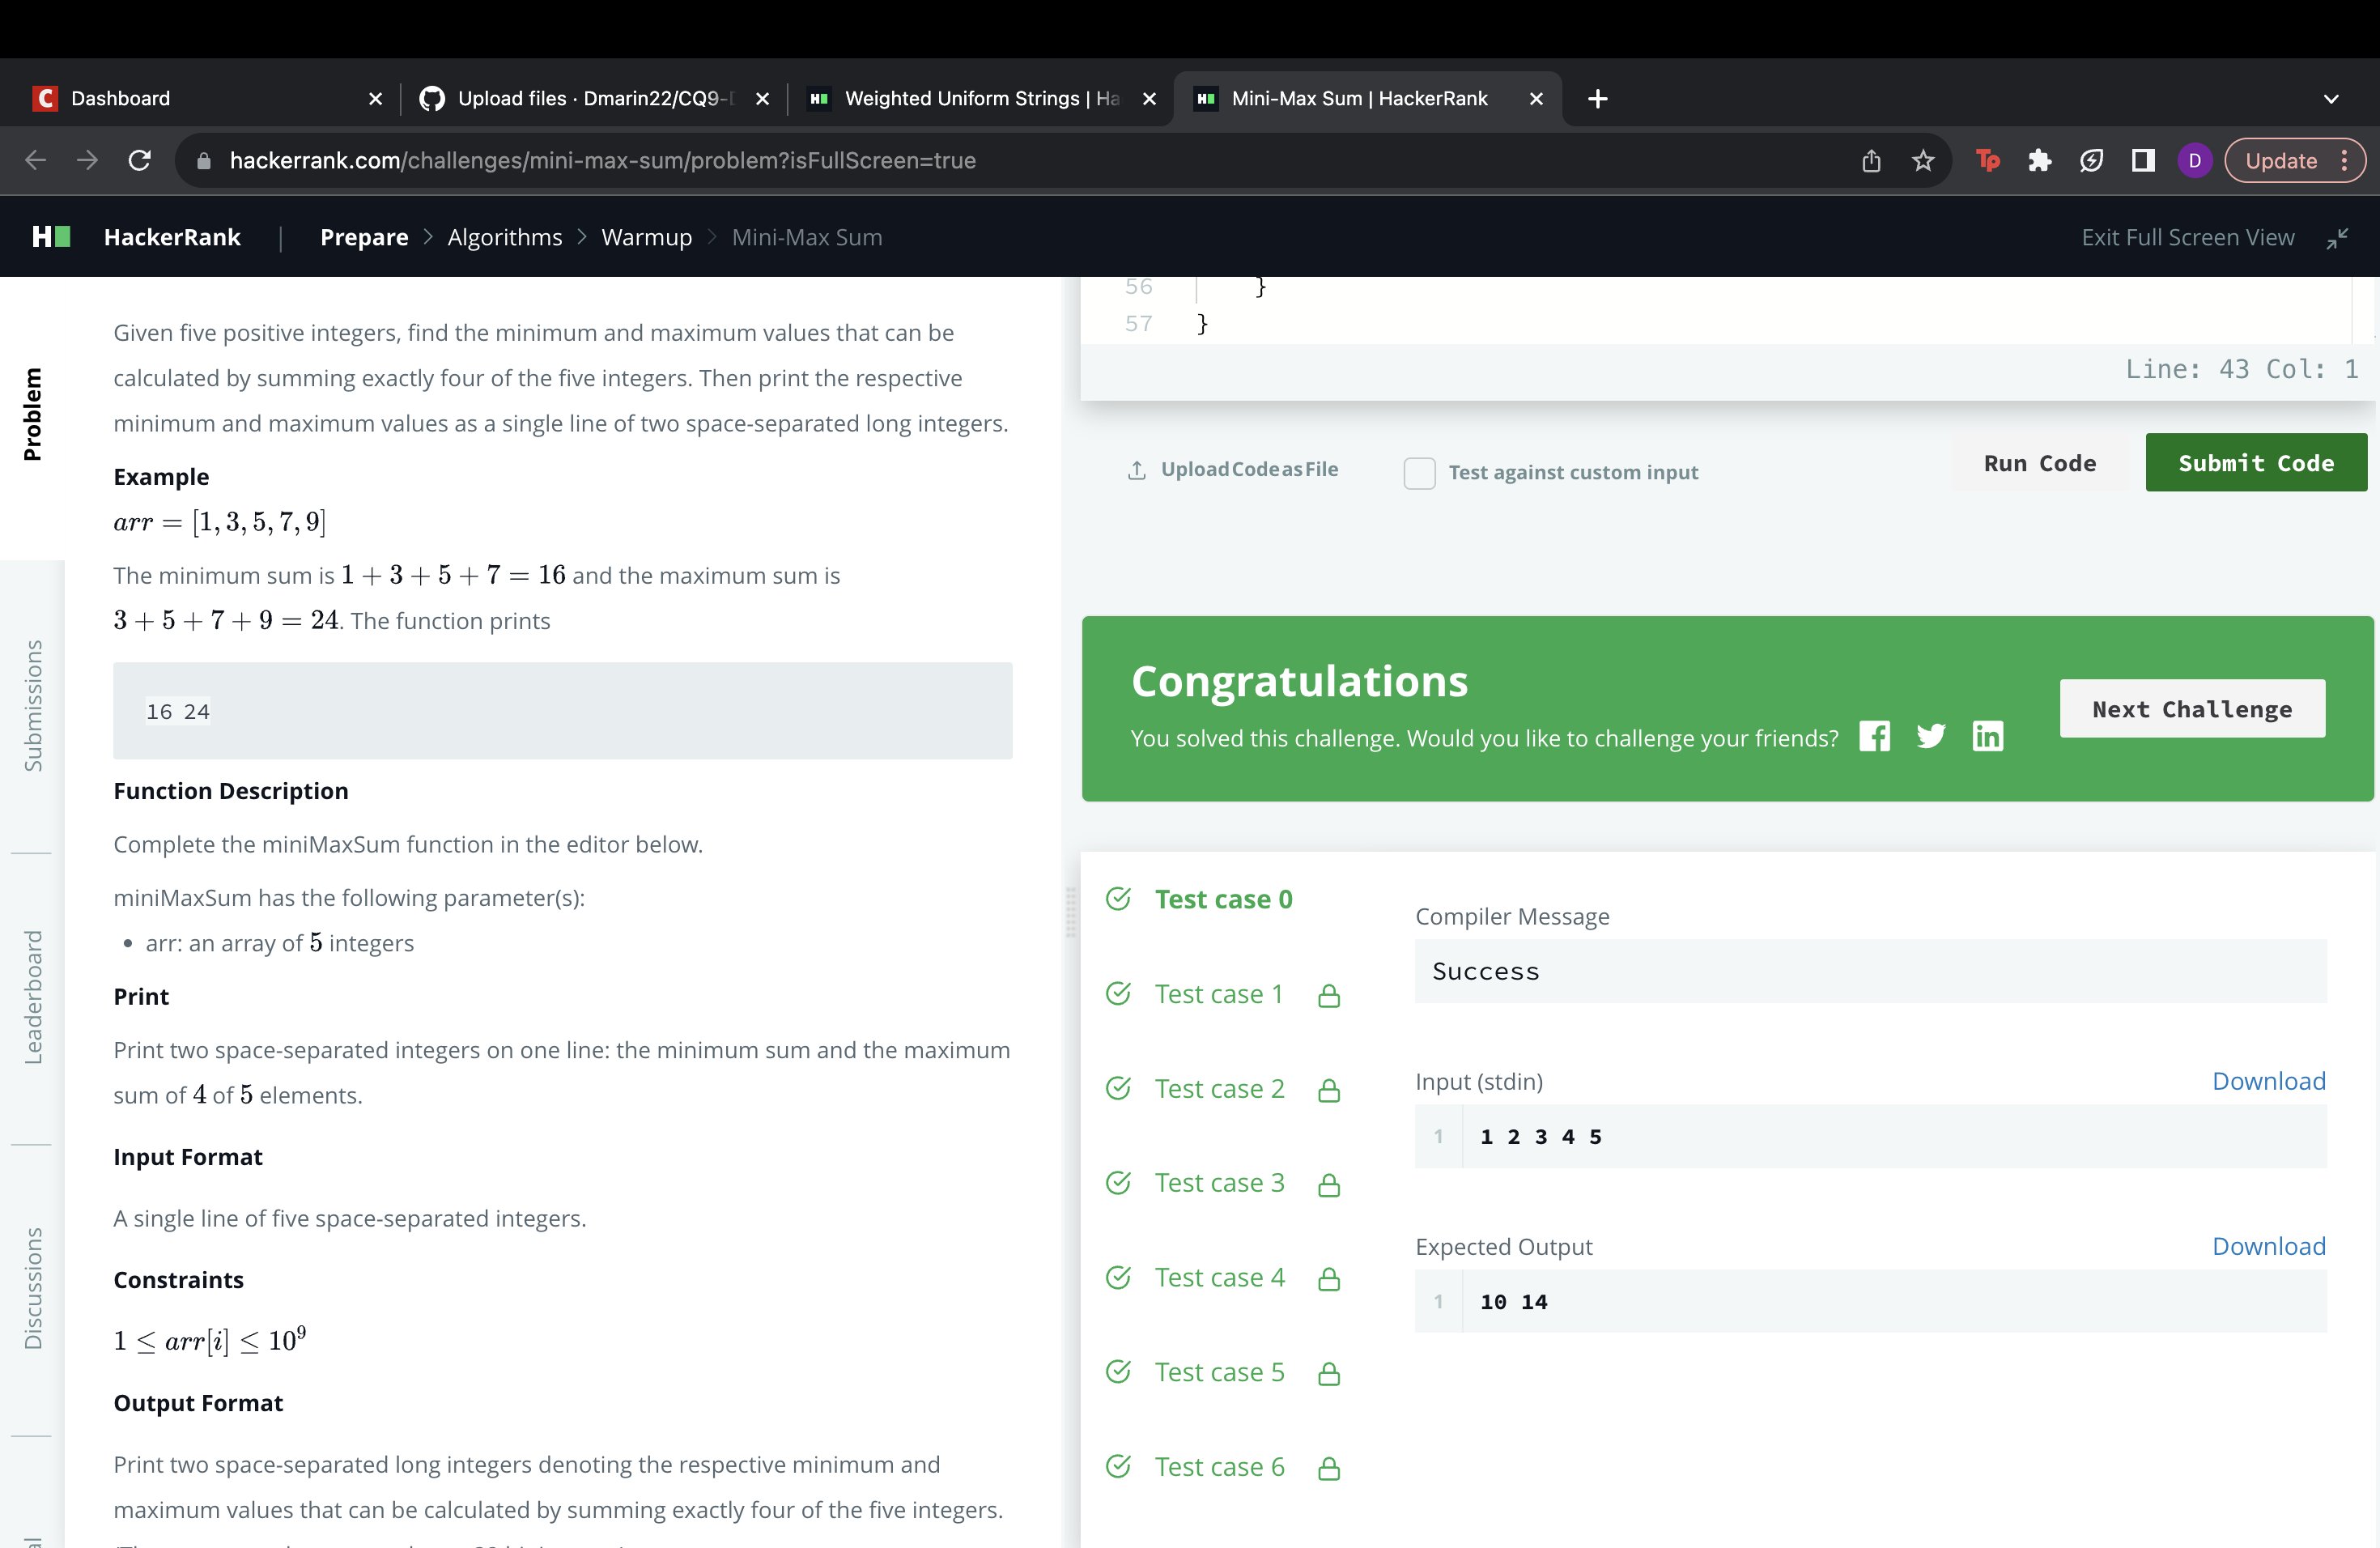 Dashboard
Upload files · Dmarin22/CQ9-
Weighted Uniform Strings | Ha
Mini-Max Sum | HackerRank
hackerrank.com/challenges/mini-max-sum/problem?isFullScreen=true
Tp
D
Update
HackerRank | Prepare > Algorithms > Warmup > Mini-Max Sum
Exit Full Screen View
Problem
Submissions
Leaderboard
Discussions
Given five positive integers, find the minimum and maximum values that can be
calculated by summing exactly four of the five integers. Then print the respective
minimum and maximum values as a single line of two space-separated long integers.
Example
arr = [1, 3, 5, 7, 9]
The minimum sum is 1 + 3 + 5 + 7 = 16 and the maximum sum is
3 + 5 + 7 + 9 = 24. The function prints
16 24
Function Description
Complete the miniMaxSum function in the editor below.
miniMaxSum has the following parameter(s):
• arr: an array of 5 integers
Print
Print two space-separated integers on one line: the minimum sum and the maximum
sum of 4 of 5 elements.
Input Format
A single line of five space-separated integers.
Constraints
1 ≤ arr[i] ≤ 10⁹
Output Format
Print two space-separated long integers denoting the respective minimum and
maximum values that can be calculated by summing exactly four of the five integers.
56 }
57 }
Line: 43 Col: 1
Upload Code as File
Test against custom input
Run Code
Submit Code
Congratulations
You solved this challenge. Would you like to challenge your friends?
Next Challenge
Test case 0
Test case 1
Test case 2
Test case 3
Test case 4
Test case 5
Test case 6
Compiler Message
Success
Input (stdin)
Download
1 1 2 3 4 5
Expected Output
Download
1 10 14